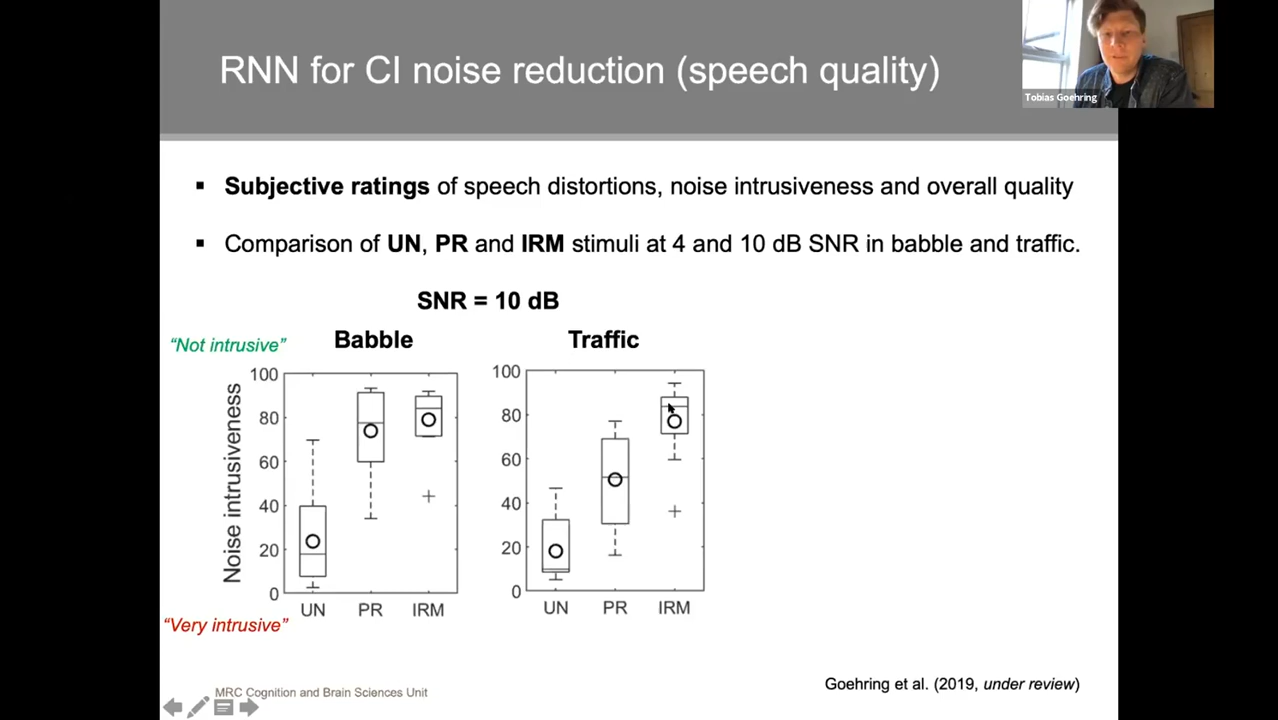 RNN for CI noise reduction (speech quality)
Tobias Goehring
▪ Subjective ratings of speech distortions, noise intrusiveness and overall quality
▪ Comparison of UN, PR and IRM stimuli at 4 and 10 dB SNR in babble and traffic.
SNR = 10 dB
“Not intrusive”
Babble
Traffic
Noise intrusiveness
100
80
60
40
20
0
UN PR IRM
100
80
60
40
20
0
UN PR IRM
“Very intrusive”
MRC Cognition and Brain Sciences Unit
Goehring et al. (2019, under review)